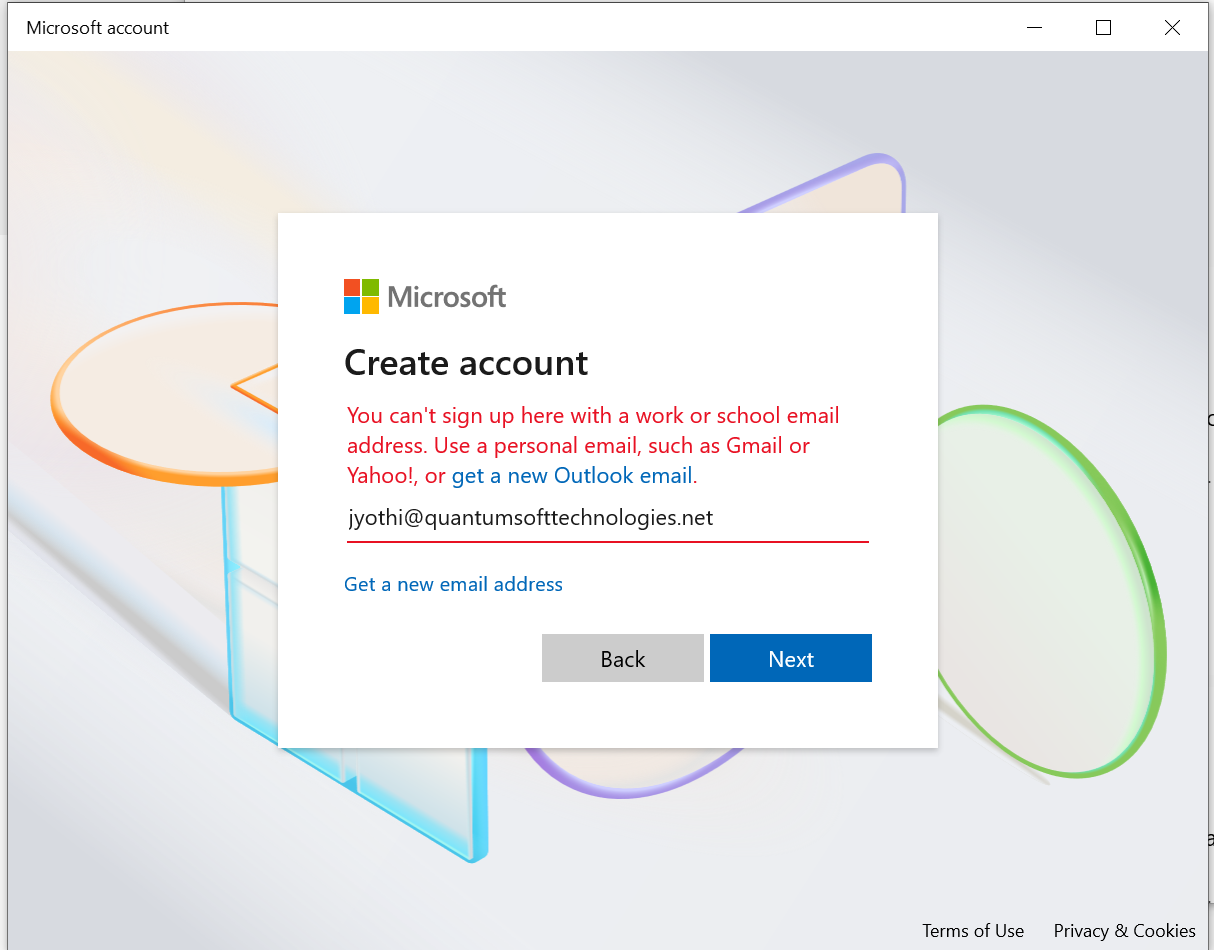 Microsoft account
Microsoft
Create account
You can't sign up here with a work or school email
address. Use a personal email, such as Gmail or
Yahoo!, or get a new Outlook email.
jyothi@quantumsofttechnologies.net
Get a new email address
Back
Next
Terms of Use
Privacy & Cookies